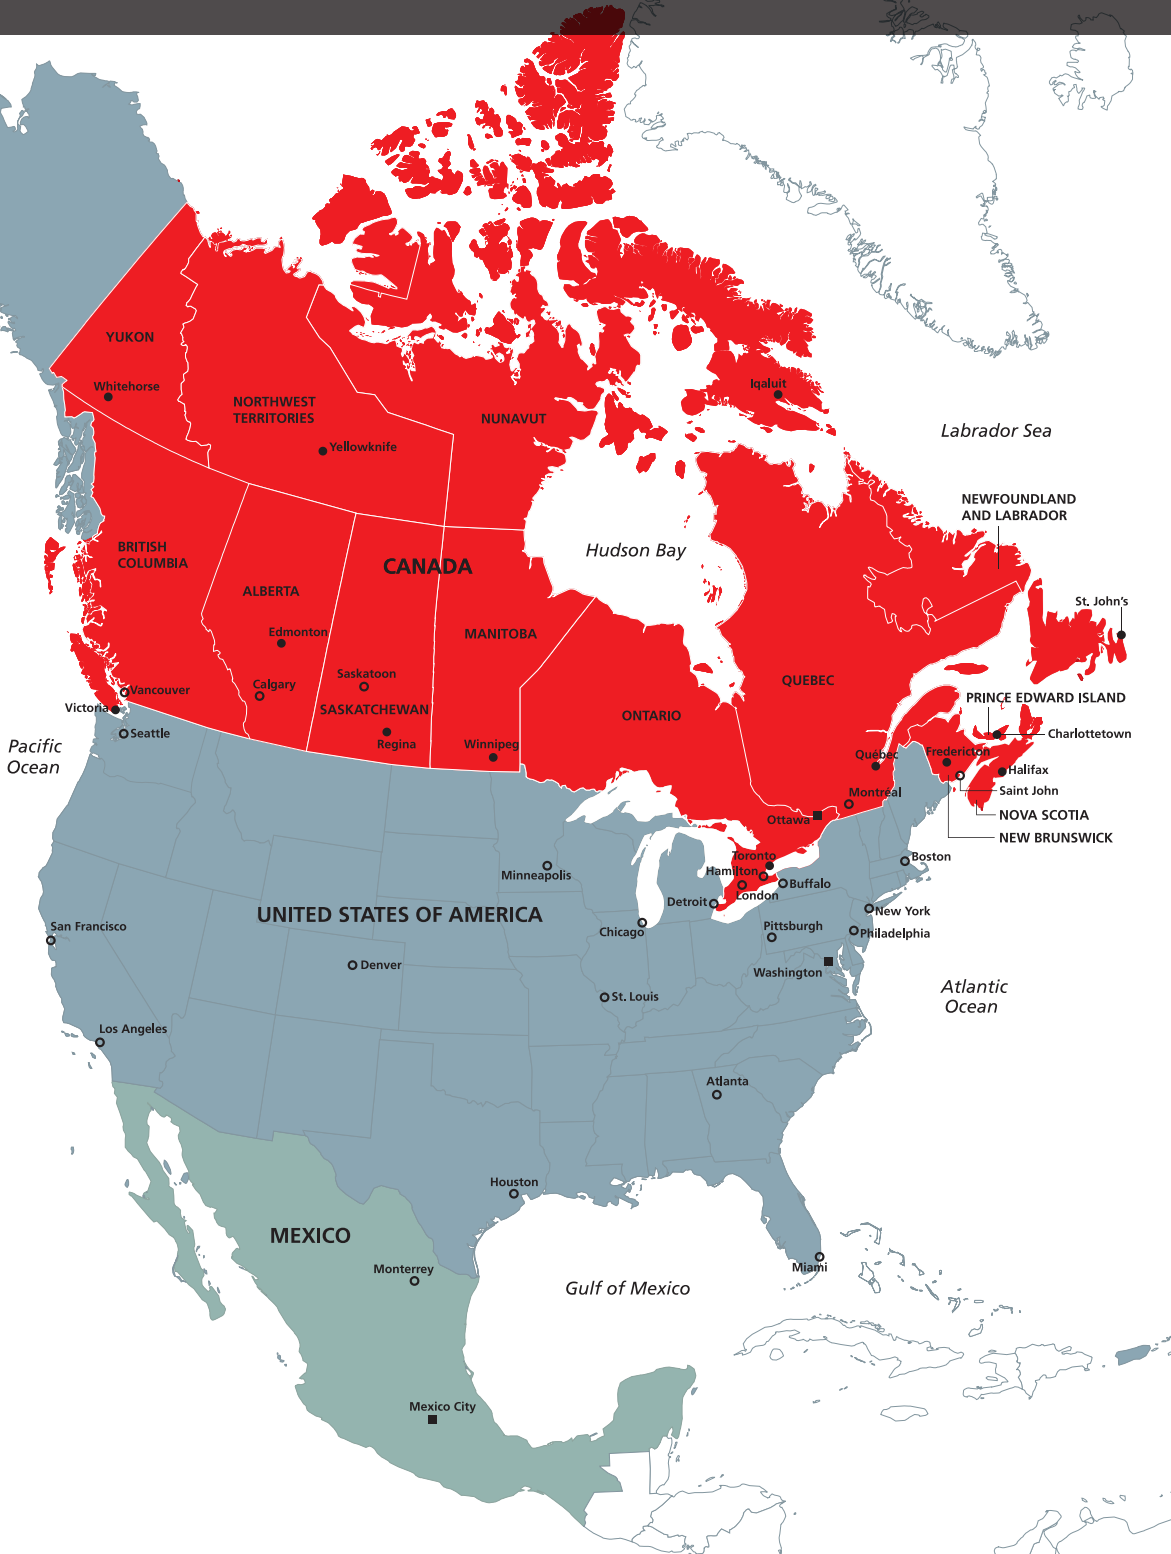 YUKON
Whitehorse
NORTHWEST
TERRITORIES
Yellowknife
NUNAVUT
Iqaluit
Labrador Sea
NEWFOUNDLAND
AND LABRADOR
BRITISH
COLUMBIA
CANADA
Hudson Bay
ALBERTA
St. John's
Edmonton
MANITOBA
Saskatoon
Calgary
QUEBEC
Vancouver
Victoria
SASKATCHEWAN
ONTARIO
PRINCE EDWARD ISLAND
Seattle
Charlottetown
Pacific
Ocean
Regina
Winnipeg
Québec
Fredericton
Halifax
Montréal
Saint John
Ottawa
NOVA SCOTIA
NEW BRUNSWICK
Toronto
Boston
Minneapolis
Hamilton
Buffalo
London
Detroit
UNITED STATES OF AMERICA
New York
San Francisco
Chicago
Pittsburgh
Philadelphia
Denver
Washington
Atlantic
Ocean
St. Louis
Los Angeles
Atlanta
Houston
MEXICO
Monterrey
Miami
Gulf of Mexico
Mexico City